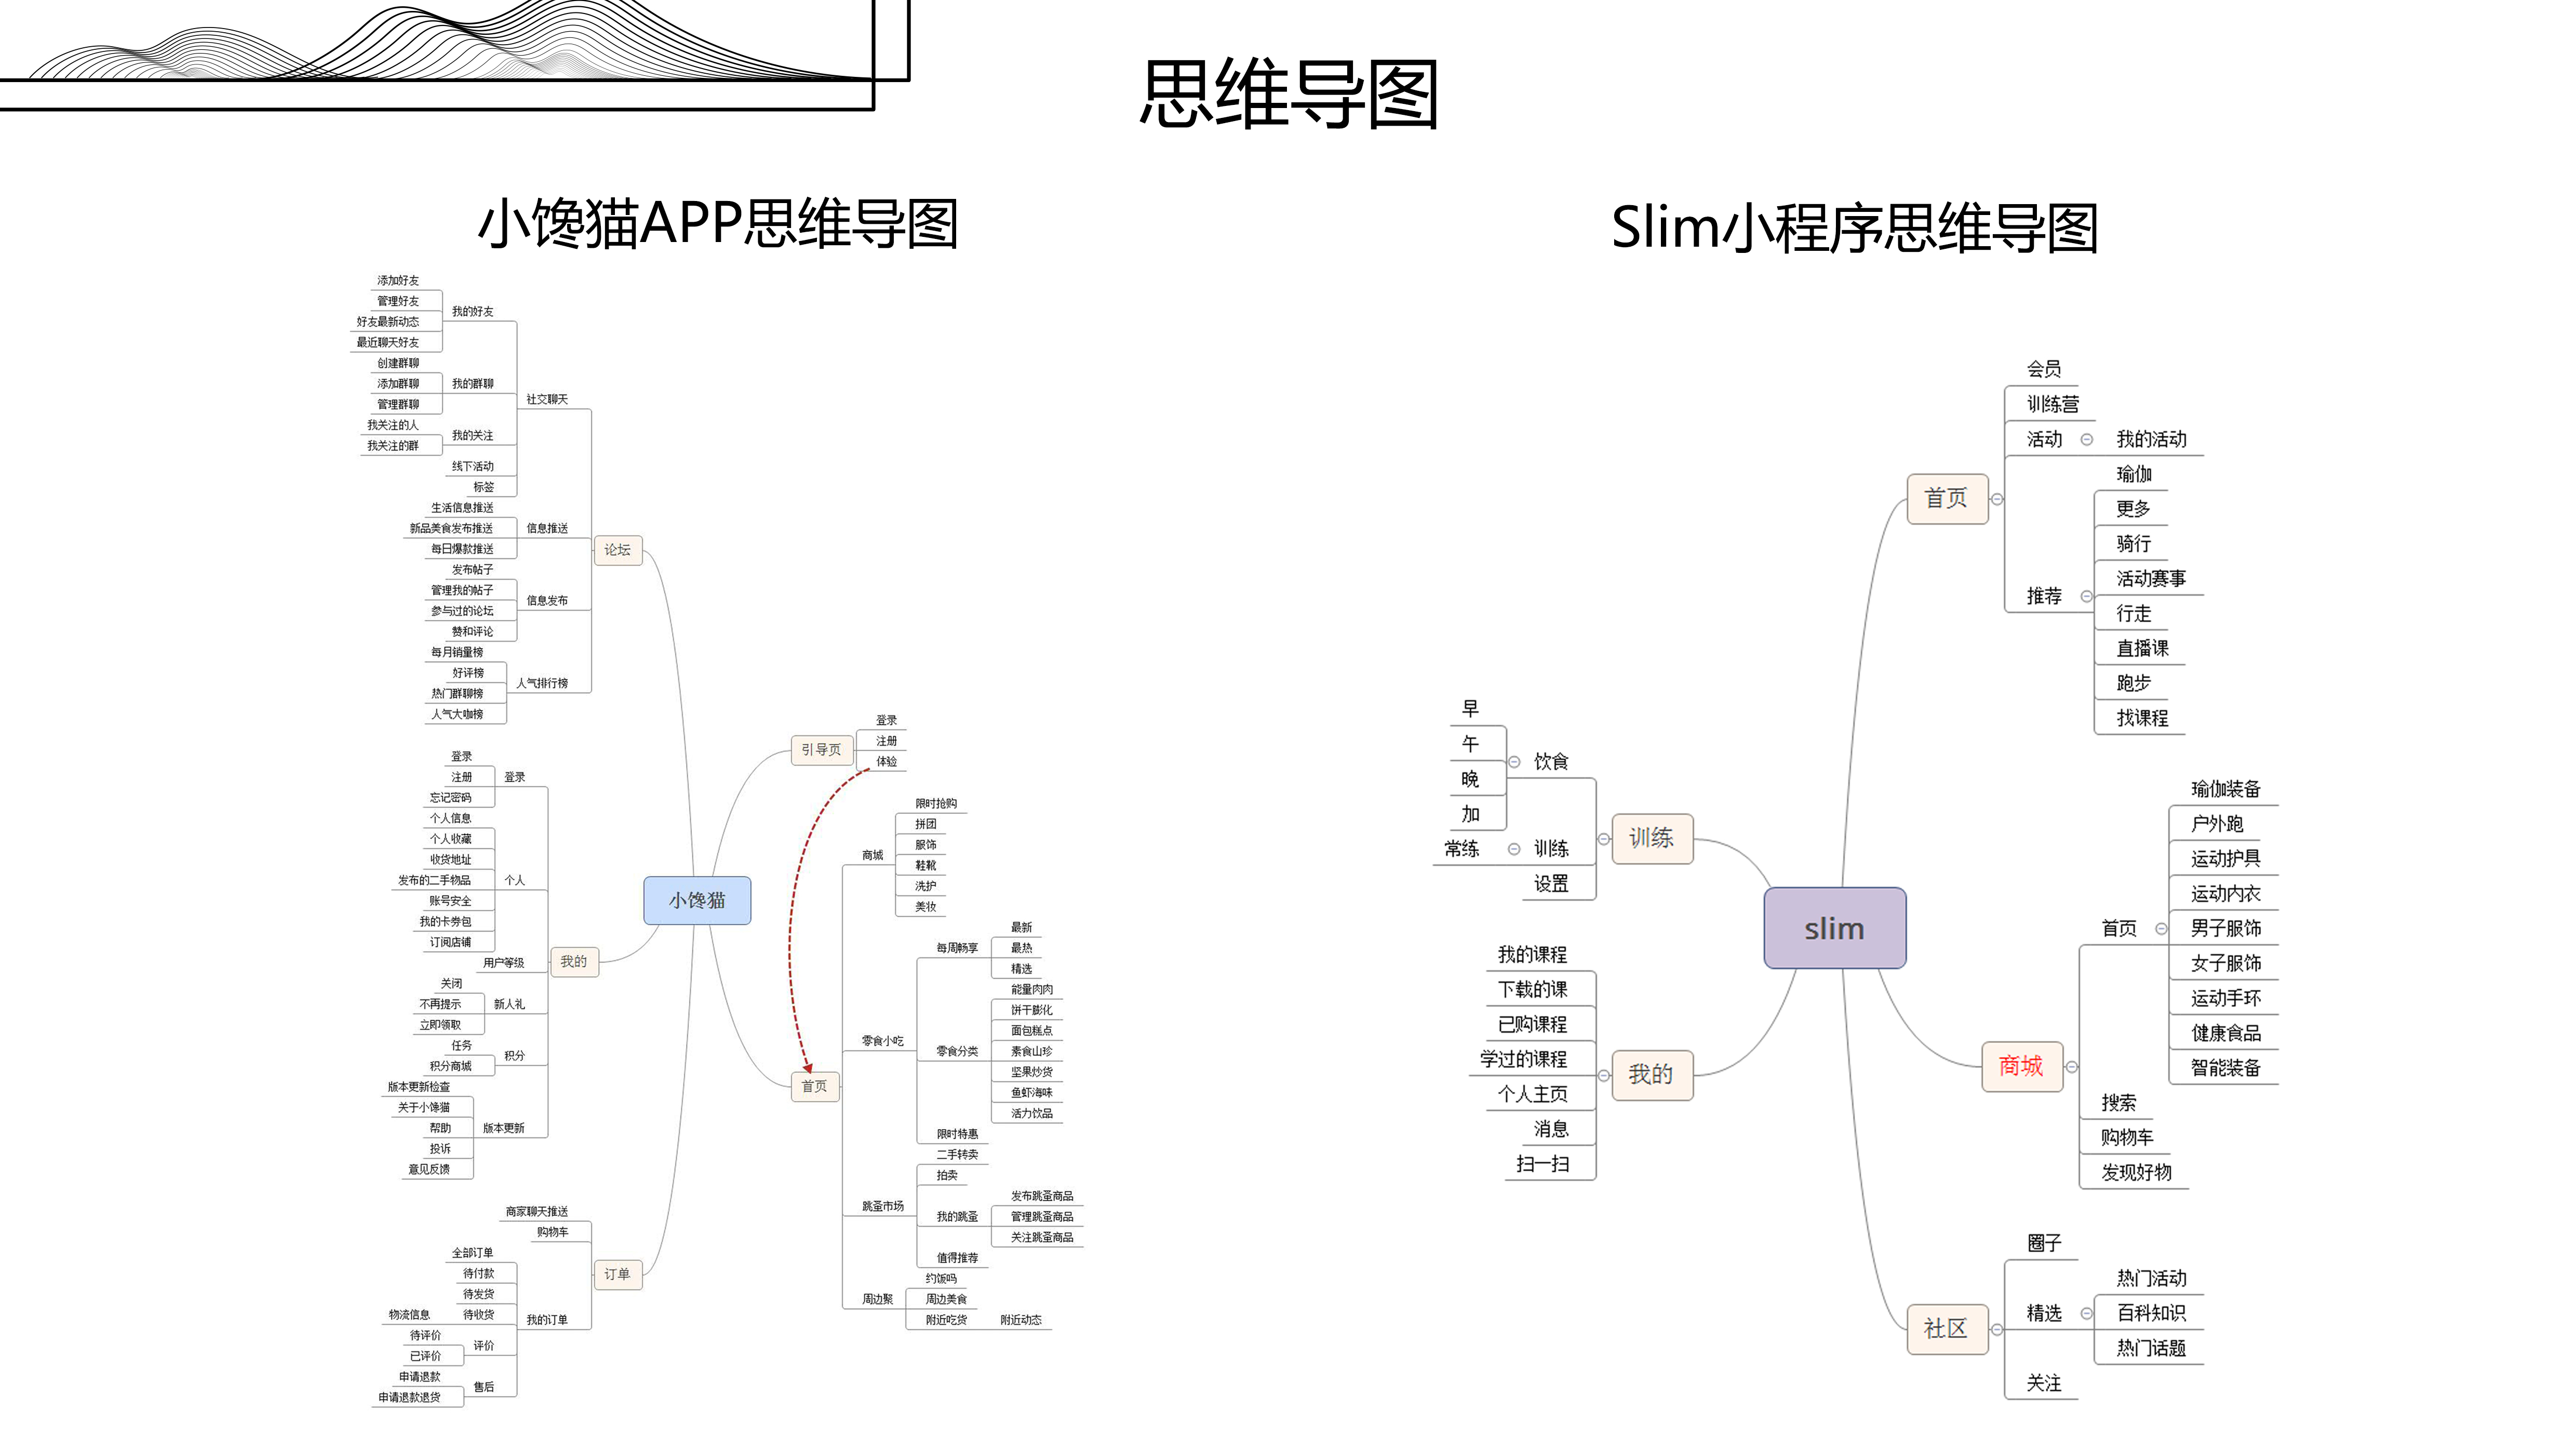 思维导图
小馋猫APP思维导图
添加好友
管理好友
好友最新动态
最近聊天好友
我的好友
创建群聊
添加群聊
管理群聊
我的群聊
我关注的人
我关注的群
我的关注
线下活动
标签
社交聊天
生活信息推送
新品美食发布推送
每日爆款推送
信息推送
发布帖子
管理我的帖子
参与过的论坛
赞和评论
信息发布
每月销量榜
好评榜
热门群聊榜
人气大咖榜
人气排行榜
论坛
登录
注册
忘记密码
登录
个人信息
个人收藏
收货地址
发布的二手物品
账号安全
我的卡券包
订阅店铺
个人
用户等级
关闭
不再提示
立即领取
新人礼
任务
积分商城
积分
版本更新检查
关于小馋猫
帮助
投诉
意见反馈
版本更新
我的
商家聊天推送
购物车
全部订单
待付款
待发货
物流信息
待收货
待评价
已评价
评价
申请退款
申请退款退货
售后
我的订单
订单
小馋猫
引导页
登录
注册
体验
首页
商城
限时抢购
拼团
服饰
鞋靴
洗护
美妆
零食小吃
每周畅享
最新
最热
精选
零食分类
能量肉肉
饼干膨化
面包糕点
素食山珍
坚果炒货
鱼虾海味
活力饮品
限时特惠
跳蚤市场
二手转卖
拍卖
我的跳蚤
发布跳蚤商品
管理跳蚤商品
关注跳蚤商品
值得推荐
周边聚
约饭吗
周边美食
附近吃货
附近动态
Slim小程序思维导图
早
午
晚
加
饮食
常练
训练
设置
训练
我的课程
下载的课
已购课程
学过的课程
个人主页
消息
扫一扫
我的
slim
首页
会员
训练营
活动
我的活动
推荐
瑜伽
更多
骑行
活动赛事
行走
直播课
跑步
找课程
商城
首页
瑜伽装备
户外跑
运动护具
运动内衣
男子服饰
女子服饰
运动手环
健康食品
智能装备
搜索
购物车
发现好物
社区
圈子
精选
热门活动
百科知识
热门话题
关注